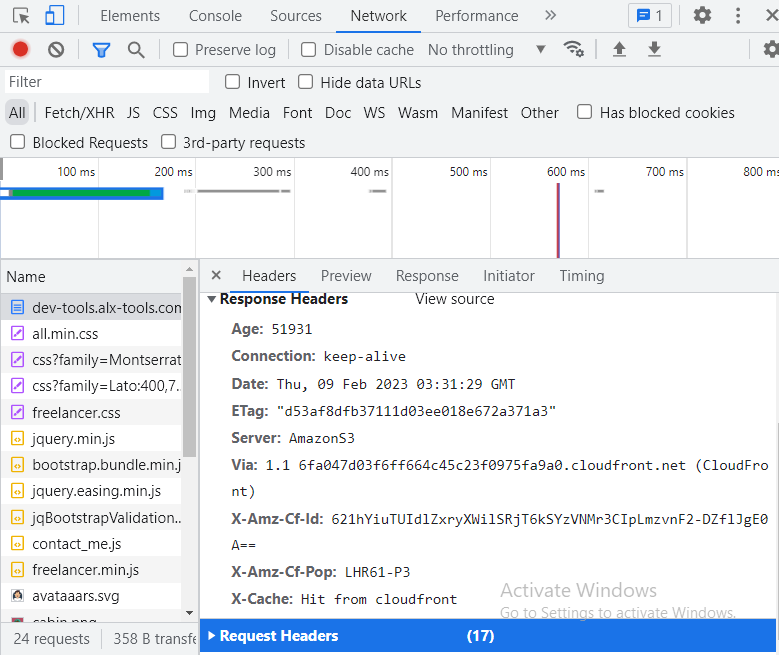 Elements Console Sources Network Performance 1
Preserve log Disable cache No throttling
Filter Invert Hide data URLs
All Fetch/XHR JS CSS Img Media Font Doc WS Wasm Manifest Other Has blocked cookies
Blocked Requests 3rd-party requests
100 ms 200 ms 300 ms 400 ms 500 ms 600 ms 700 ms 800 ms
Name
dev-tools.alx-tools.com
all.min.css
css?family=Montserrat
css?family=Lato:400,7...
freelancer.css
jquery.min.js
bootstrap.bundle.min.j
jquery.easing.min.js
jqBootstrapValidation...
contact_me.js
freelancer.min.js
avataaars.svg
cabin.png
24 requests 358 B transfe
Headers Preview Response Initiator Timing
Response Headers View source
Age: 51931
Connection: keep-alive
Date: Thu, 09 Feb 2023 03:31:29 GMT
ETag: "d53af8dfb37111d03ee018e672a371a3"
Server: AmazonS3
Via: 1.1 6fa047d03f6ff664c45c23f0975fa9a0.cloudfront.net (CloudFro
nt)
X-Amz-Cf-Id: 621hYiuTUIdlZxryXWilSRjT6kSYzVNMr3CIpLmzvnF2-DZflJgE0
A==
X-Amz-Cf-Pop: LHR61-P3
X-Cache: Hit from cloudfront
Activate Windows
Go to Settings to activate Windows.
Request Headers (17)